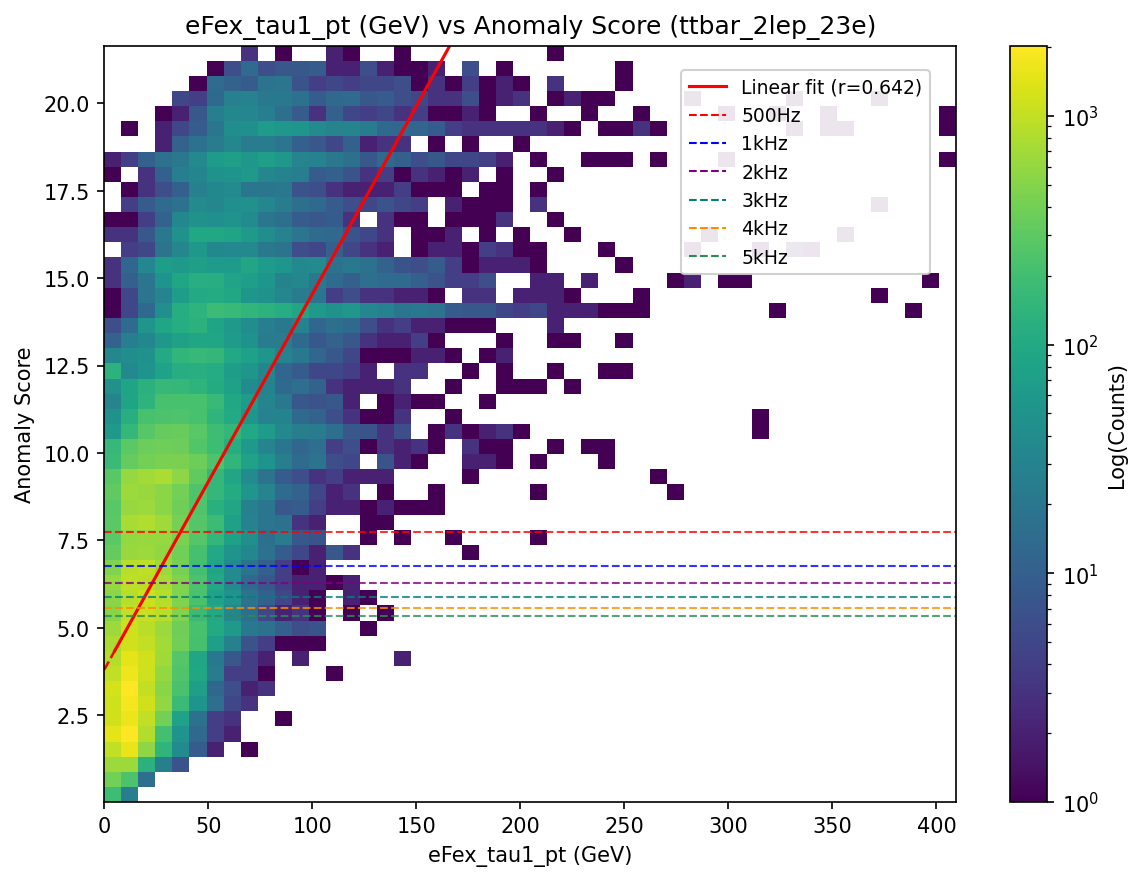 eFex_tau1_pt (GeV) vs Anomaly Score (ttbar_2lep_23e)
Linear fit (r=0.642)
500Hz
1kHz
2kHz
3kHz
4kHz
5kHz
20.0
17.5
15.0
12.5
10.0
7.5
5.0
2.5
Anomaly Score
0 50 100 150 200 250 300 350 400
eFex_tau1_pt (GeV)
10³
10²
10¹
10⁰
Log(Counts)